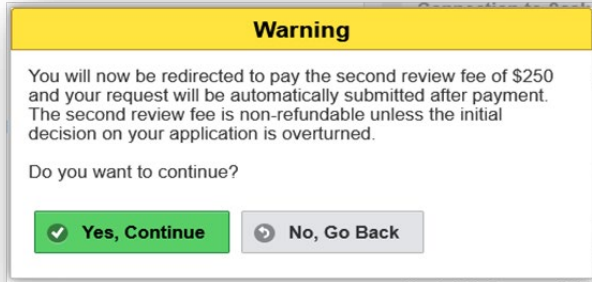 Warning
You will now be redirected to pay the second review fee of $250
and your request will be automatically submitted after payment.
The second review fee is non-refundable unless the initial
decision on your application is overturned.
Do you want to continue?
Yes, Continue
No, Go Back